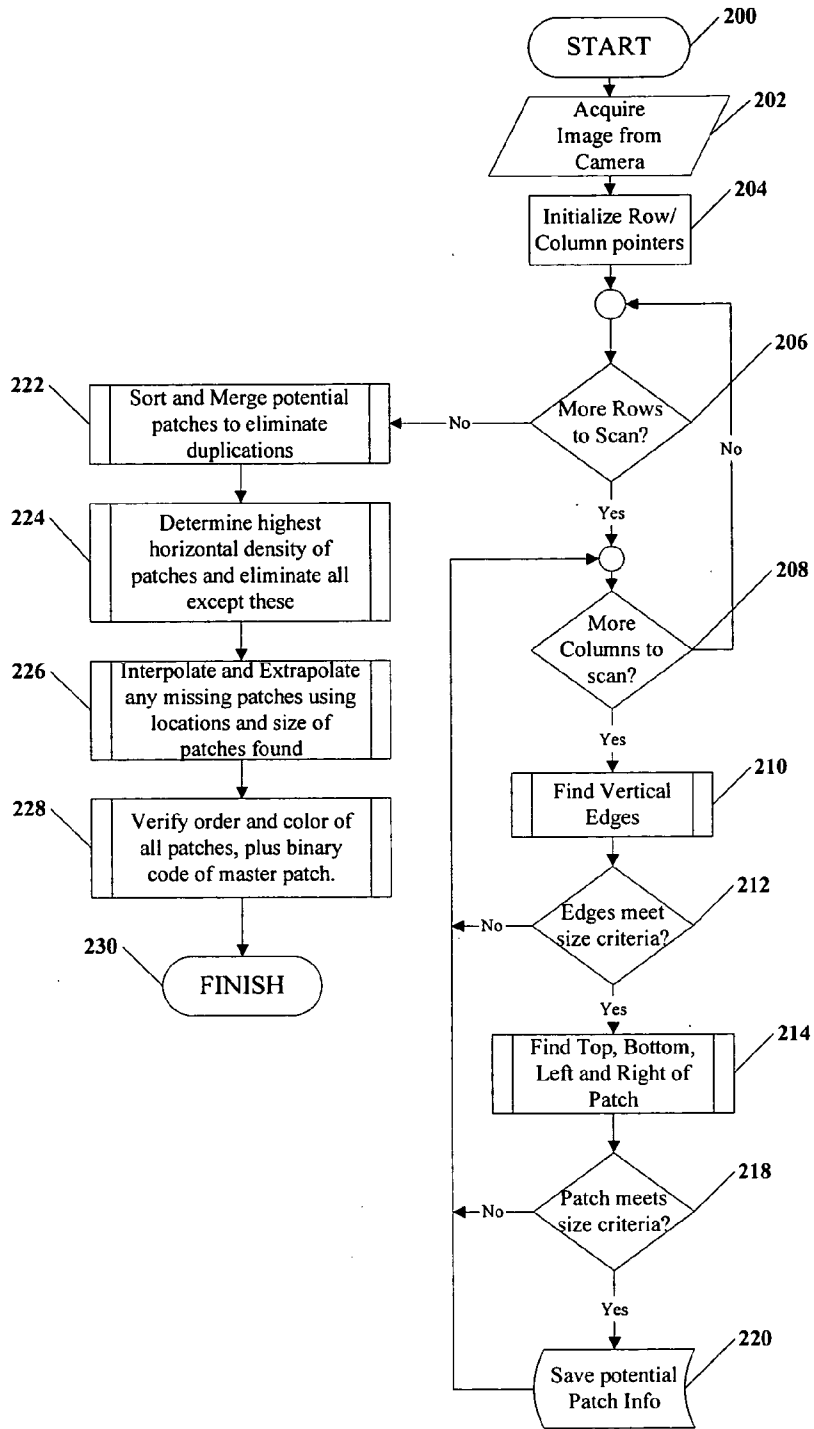 200
START
202
Acquire
Image from
Camera
204
Initialize Row/
Column pointers
206
More Rows
to Scan?
No
No
Yes
222
Sort and Merge potential
patches to eliminate
duplications
224
Determine highest
horizontal density of
patches and eliminate all
except these
208
More
Columns to
scan?
Yes
226
Interpolate and Extrapolate
any missing patches using
locations and size of
patches found
210
Find Vertical
Edges
228
Verify order and color of
all patches, plus binary
code of master patch.
212
Edges meet
size criteria?
No
Yes
230
FINISH
214
Find Top, Bottom,
Left and Right of
Patch
218
Patch meets
size criteria?
No
Yes
220
Save potential
Patch Info